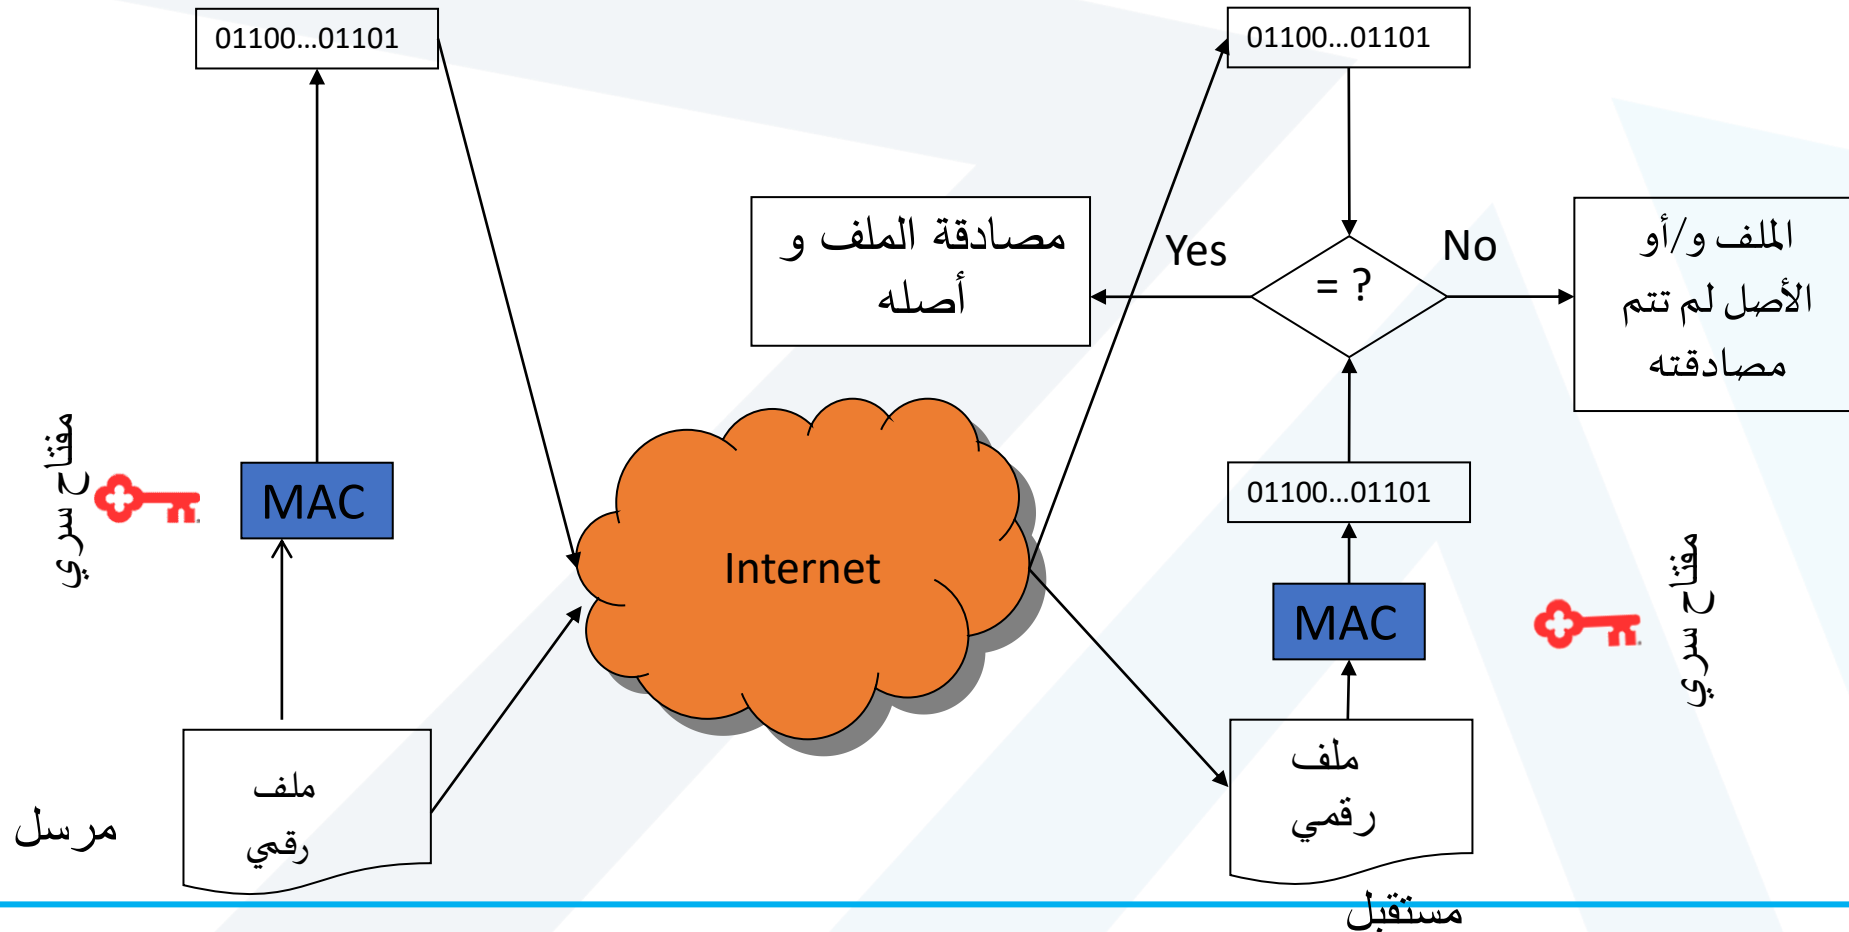 01100...01101
01100...01101
مصادقة الملف و
أصله
Yes
= ?
No
الملف و/أو
الأصل لم تتم
مصادقته
مفتاح سري
MAC
01100...01101
Internet
MAC
مفتاح سري
ملف
رقمي
مرسل
ملف
رقمي
مستقبل